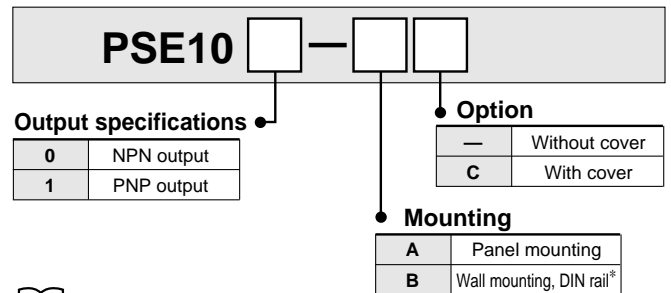 PSE10 —
Output specifications
0 NPN output
1 PNP output
Option
— Without cover
C With cover
Mounting
A Panel mounting
B Wall mounting, DIN rail*